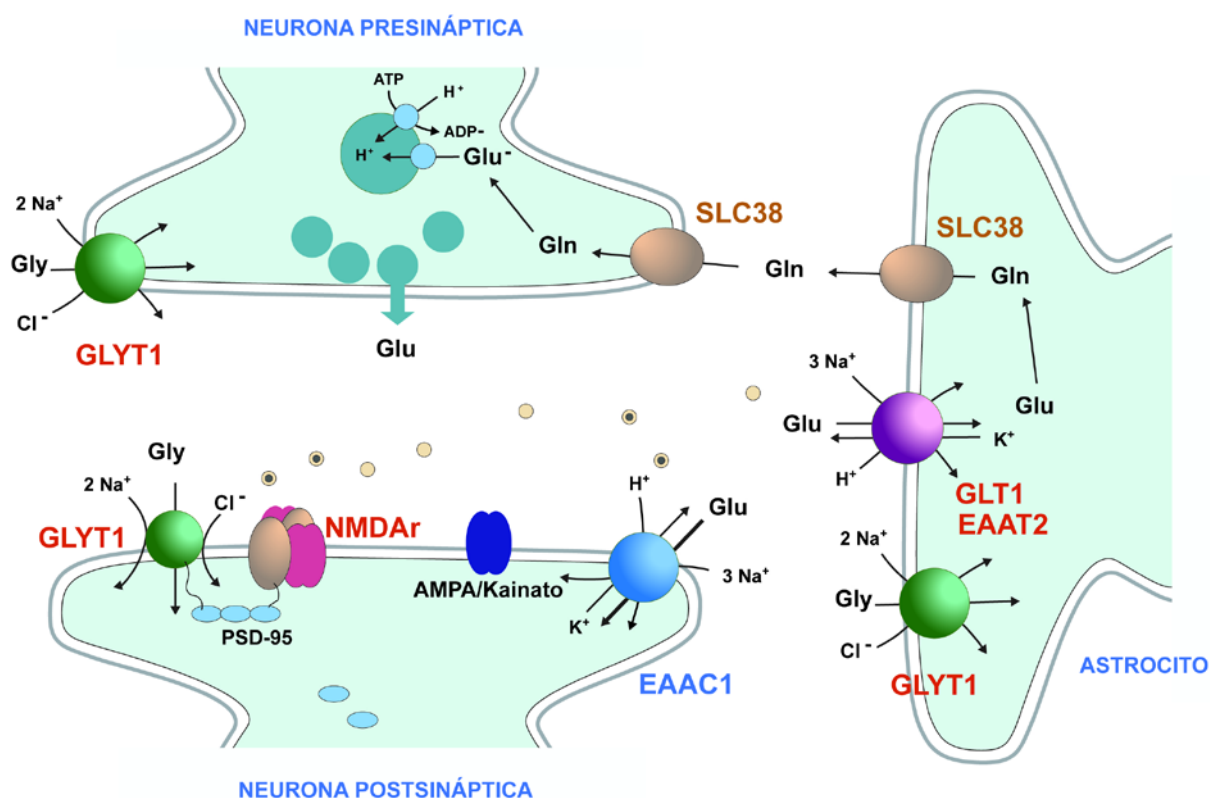 NEURONA PRESINÁPTICA
ATP
H⁺
ADP-
H⁺
Glu⁻
2 Na⁺
Gly
Cl⁻
GLYT1
Gln
SLC38
Gln
SLC38
Gln
Glu
Glu
3 Na⁺
Glu
K⁺
H⁺
GLT1
EAAT2
Gly
2 Na⁺
Cl⁻
GLYT1
NMDAr
PSD-95
AMPA/Kainato
H⁺
Glu
3 Na⁺
K⁺
EAAC1
2 Na⁺
Gly
Cl⁻
GLYT1
ASTROCITO
NEURONA POSTSINÁPTICA